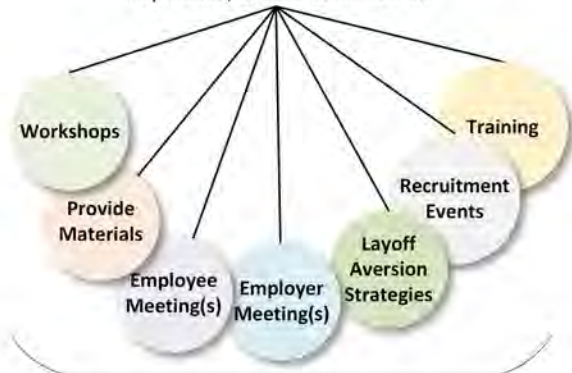 Workshops
Provide
Materials
Employee
Meeting(s)
Employer
Meeting(s)
Layoff
Aversion
Strategies
Recruitment
Events
Training